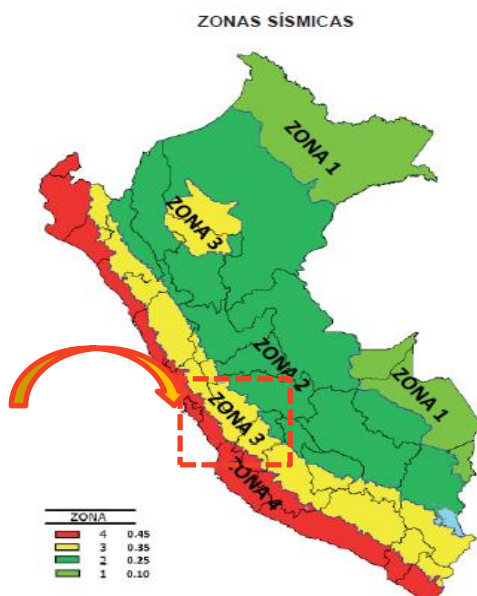 ZONAS SÍSMICAS
ZONA 1
ZONA 3
ZONA 2
ZONA 1
ZONA 3
ZONA 4
ZONA
4 0.45
3 0.35
2 0.25
1 0.10